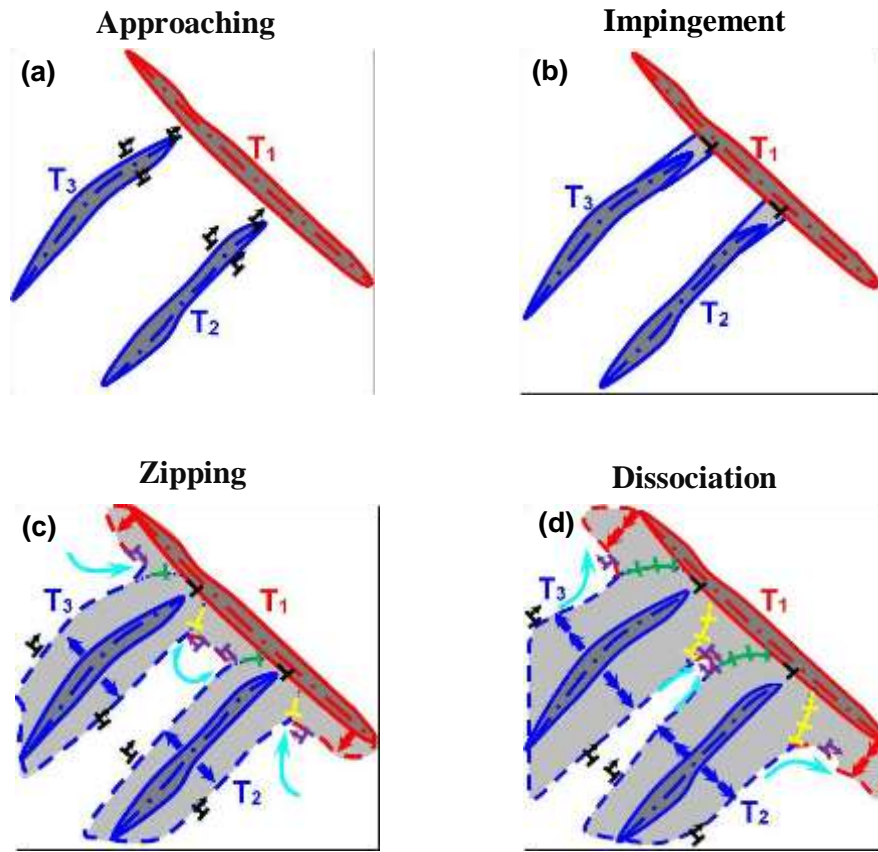 Approaching
Impingement
(a)
T1
T3
T2
(b)
T1
T3
T2
Zipping
Dissociation
(c)
T3
T1
T2
(d)
T3
T1
T2